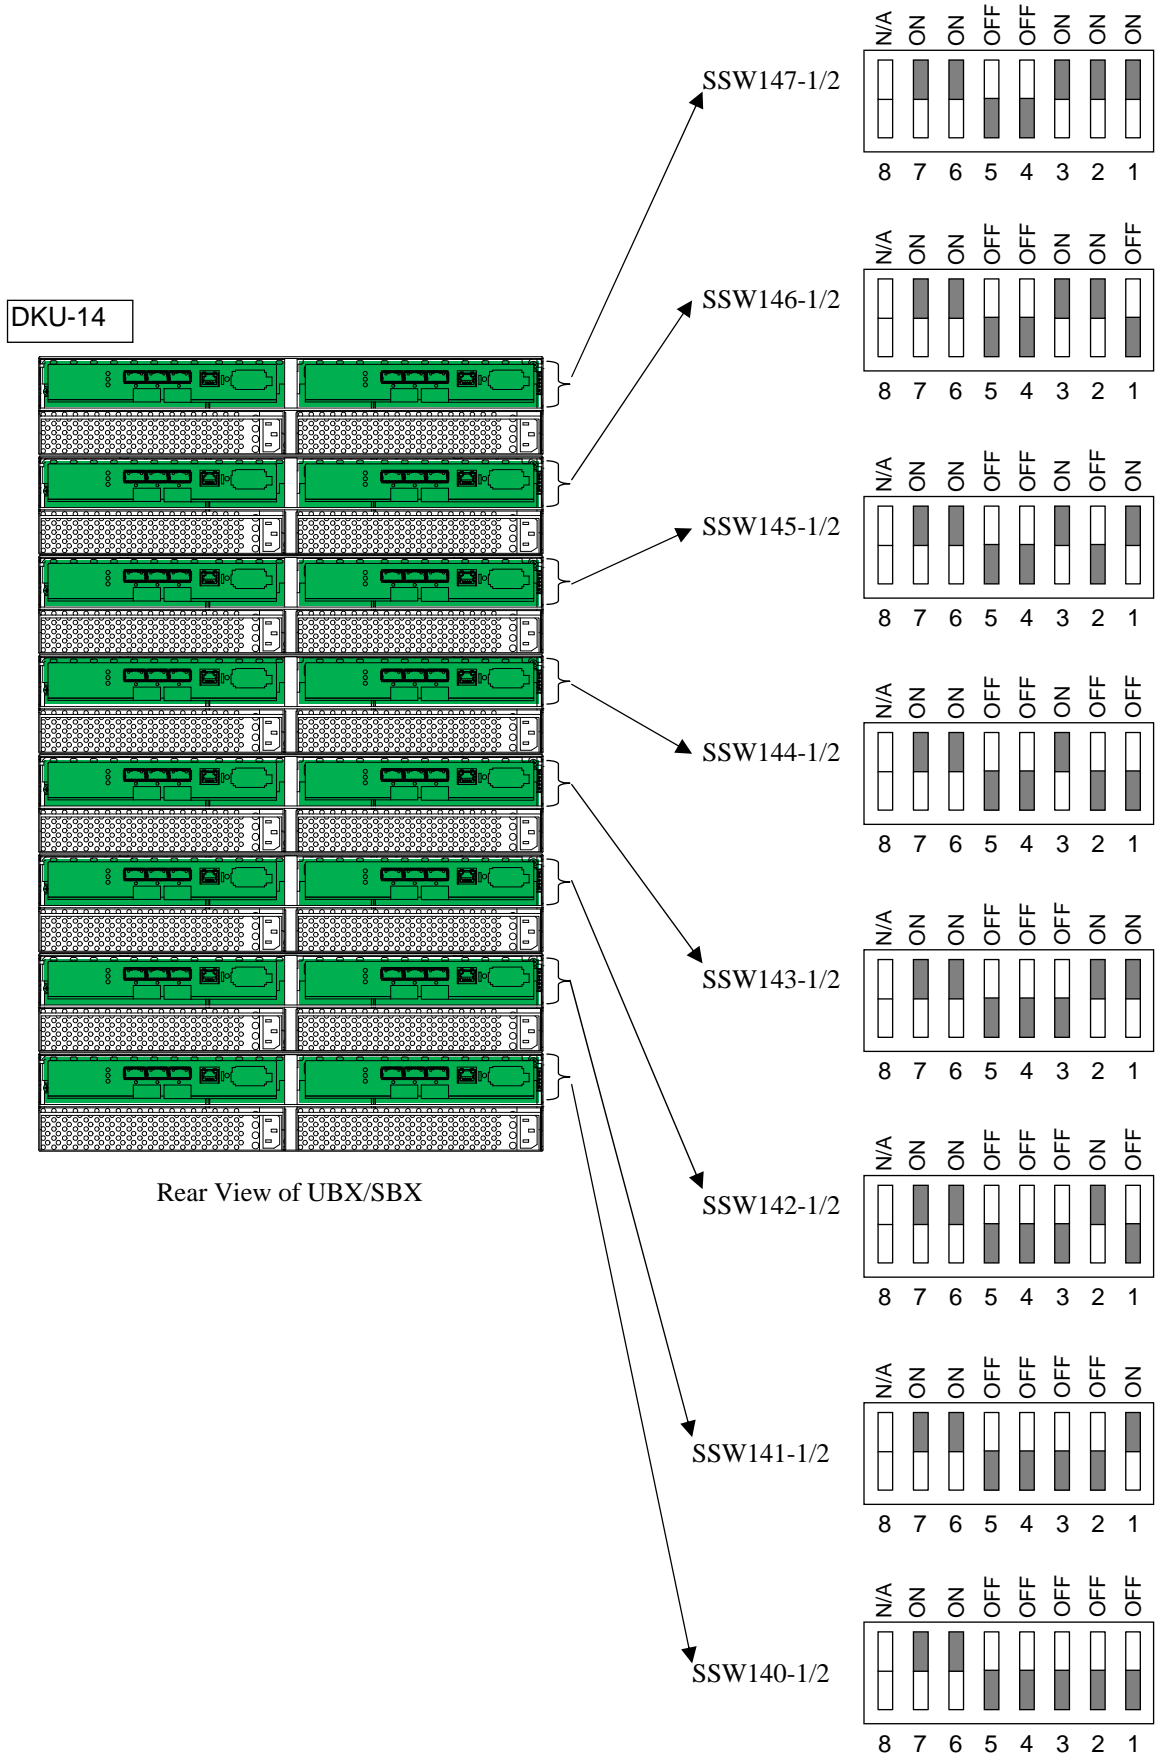 N/A ON ON OFF OFF ON ON ON
SSW147-1/2
8 7 6 5 4 3 2 1
N/A ON ON OFF OFF ON ON OFF
SSW146-1/2
8 7 6 5 4 3 2 1
DKU-14
N/A ON ON OFF OFF ON OFF ON
SSW145-1/2
8 7 6 5 4 3 2 1
N/A ON ON OFF OFF ON OFF OFF
SSW144-1/2
8 7 6 5 4 3 2 1
N/A ON ON OFF OFF OFF ON ON
SSW143-1/2
8 7 6 5 4 3 2 1
N/A ON ON OFF OFF OFF ON OFF
SSW142-1/2
8 7 6 5 4 3 2 1
Rear View of UBX/SBX
N/A ON ON OFF OFF OFF OFF ON
SSW141-1/2
8 7 6 5 4 3 2 1
N/A ON ON OFF OFF OFF OFF OFF
SSW140-1/2
8 7 6 5 4 3 2 1